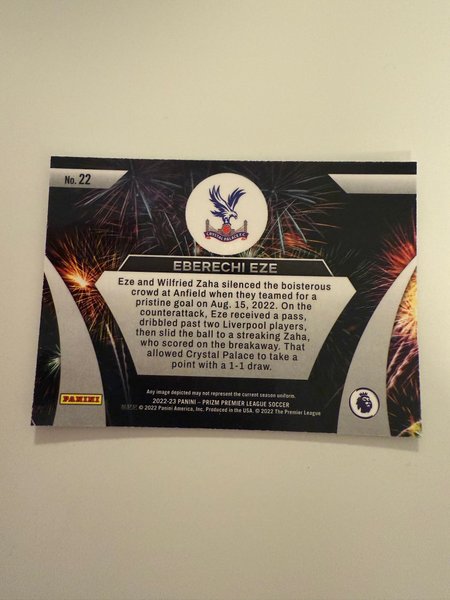 No. 22
CRYSTAL PALACE F.C.
EBERECHI EZE
Eze and Wilfried Zaha silenced the boisterous
crowd at Anfield when they teamed for a
pristine goal on Aug. 15, 2022. On the
counterattack, Eze received a pass,
dribbled past two Liverpool players,
then slid the ball to a streaking Zaha,
who scored on the breakaway. That
allowed Crystal Palace to take a
point with a 1-1 draw.
Any image depicted may not represent the current season uniform.
2022-23 PANINI – PRIZM PREMIER LEAGUE SOCCER
© 2022 Panini America, Inc. Produced in the USA. © 2022 The Premier League
PANINI